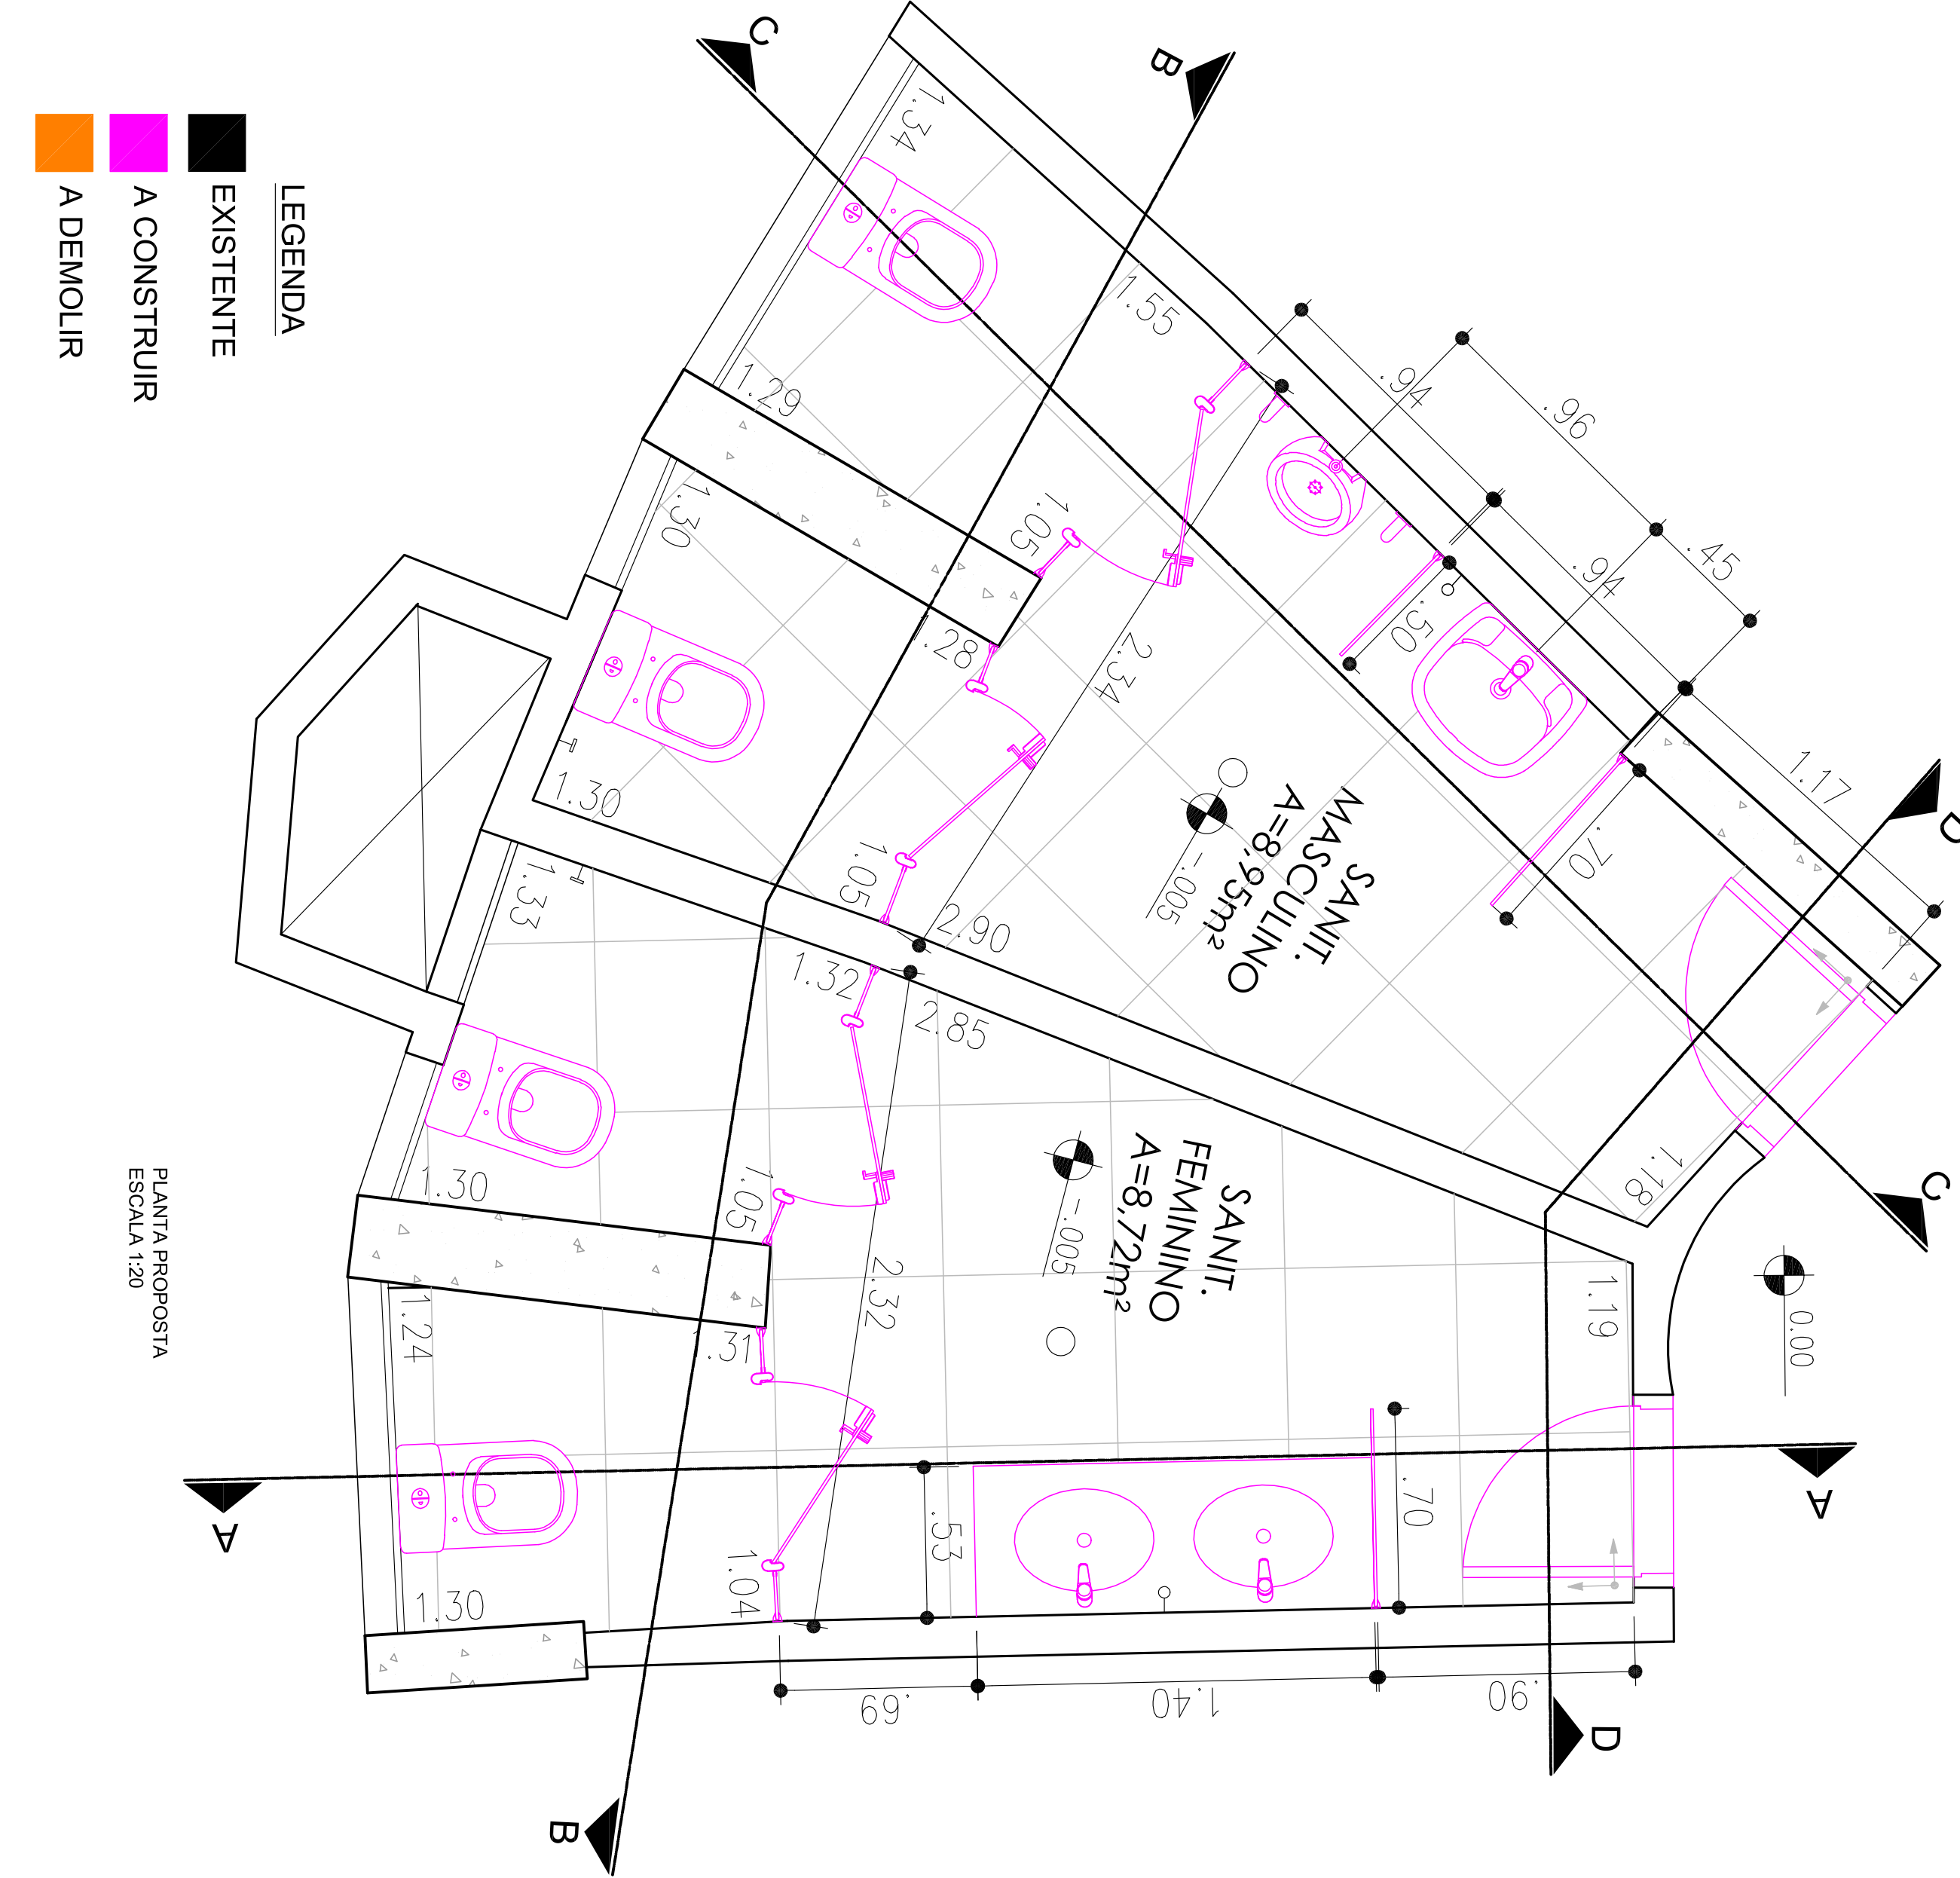 LEGENDA
EXISTENTE
A CONSTRUIR
A DEMOLIR
PLANTA PROPOSTA
ESCALA 1:20
SANIT.
MASCULINO
A=8,95m²
-.005
SANIT.
FEMININO
A=8,72m²
-.005
0.00
C
B
D
C
A
A
B
D
1.34
1.55
1.29
1.30
1.05
1.28
2.34
1.30
1.05
2.90
.94
.96
.94
.45
.50
1.17
.70
1.18
1.33
1.32
2.85
1.30
1.05
2.32
1.24
1.31
1.30
1.04
.53
.70
1.19
.69
1.40
.90